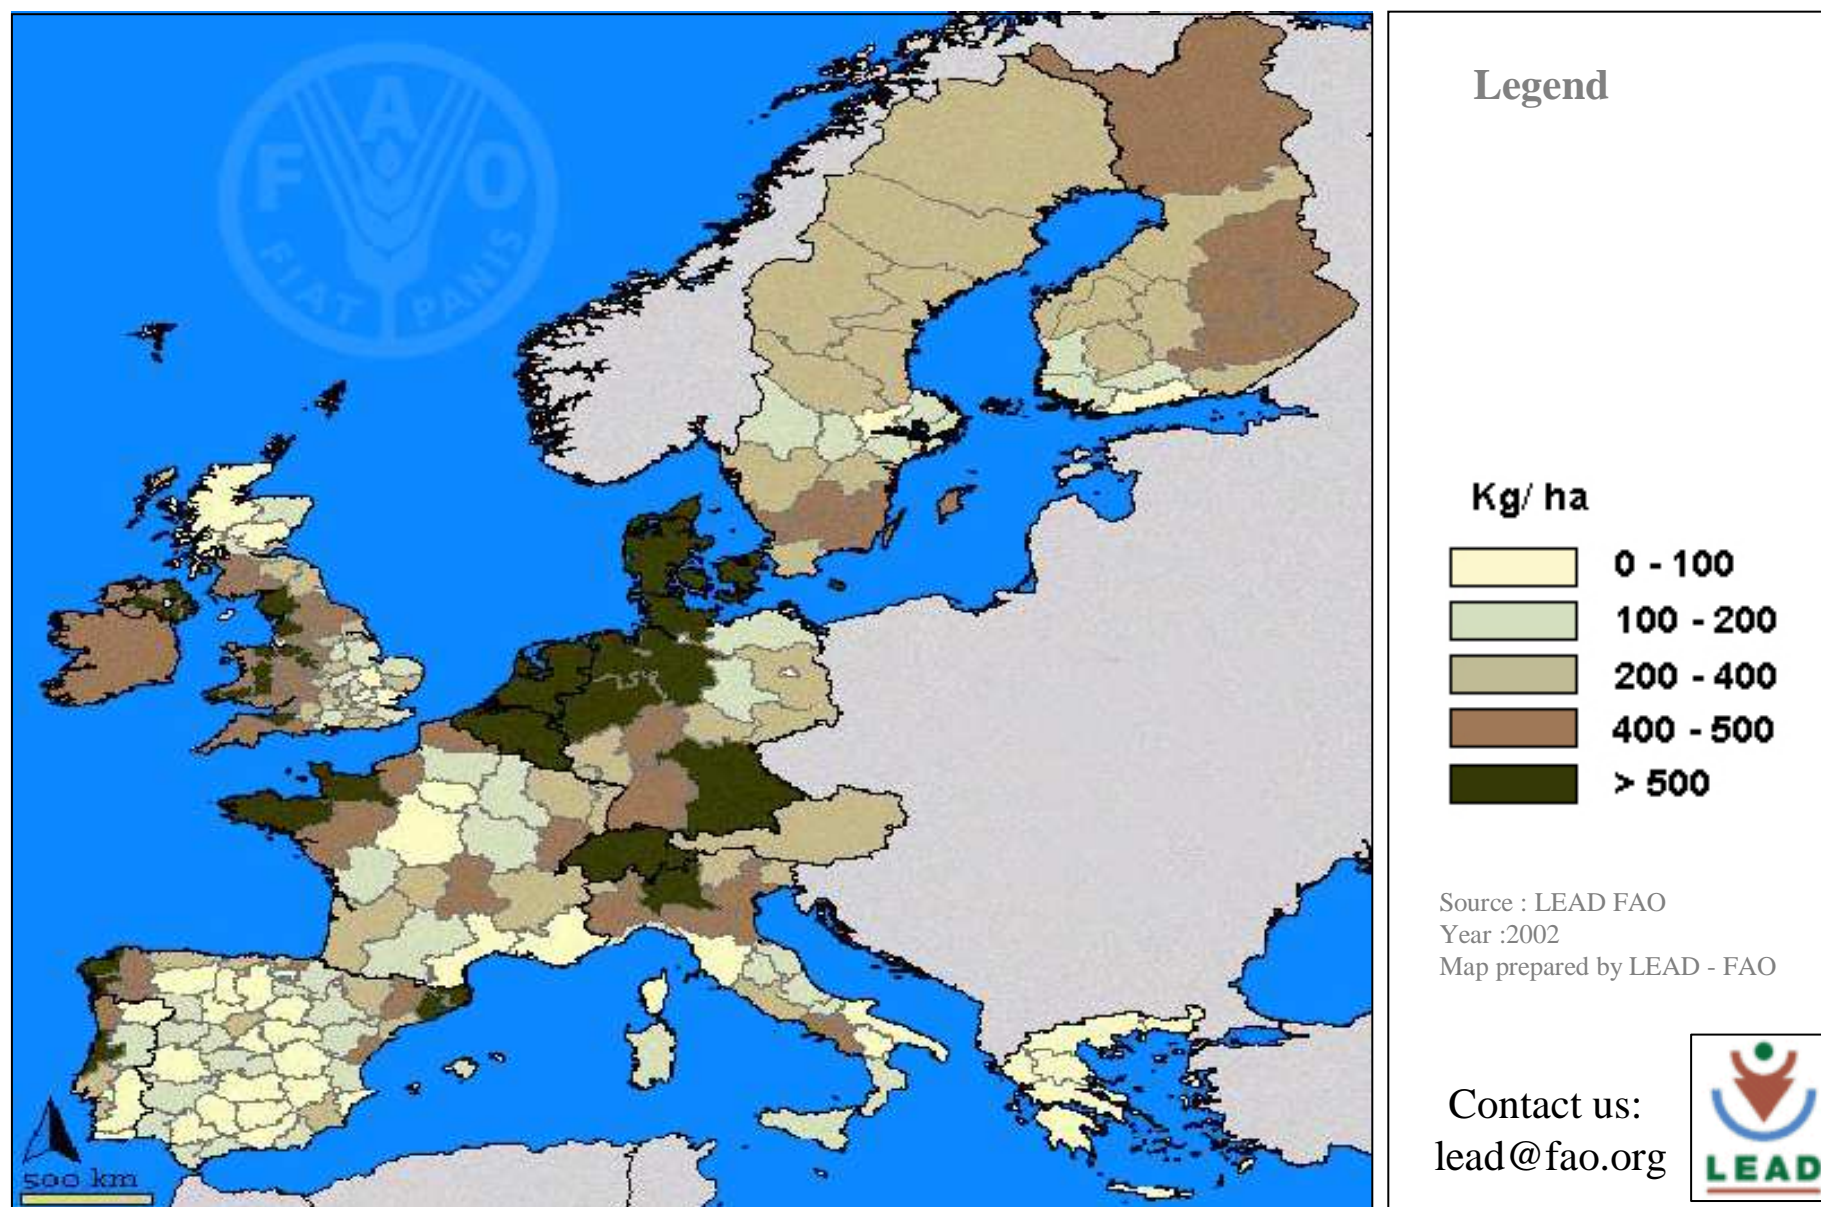 F A O
FIAT PANIS
500 km
Legend
Kg/ ha
0 - 100
100 - 200
200 - 400
400 - 500
> 500
Source : LEAD FAO
Year :2002
Map prepared by LEAD - FAO
Contact us:
lead@fao.org
LEAD